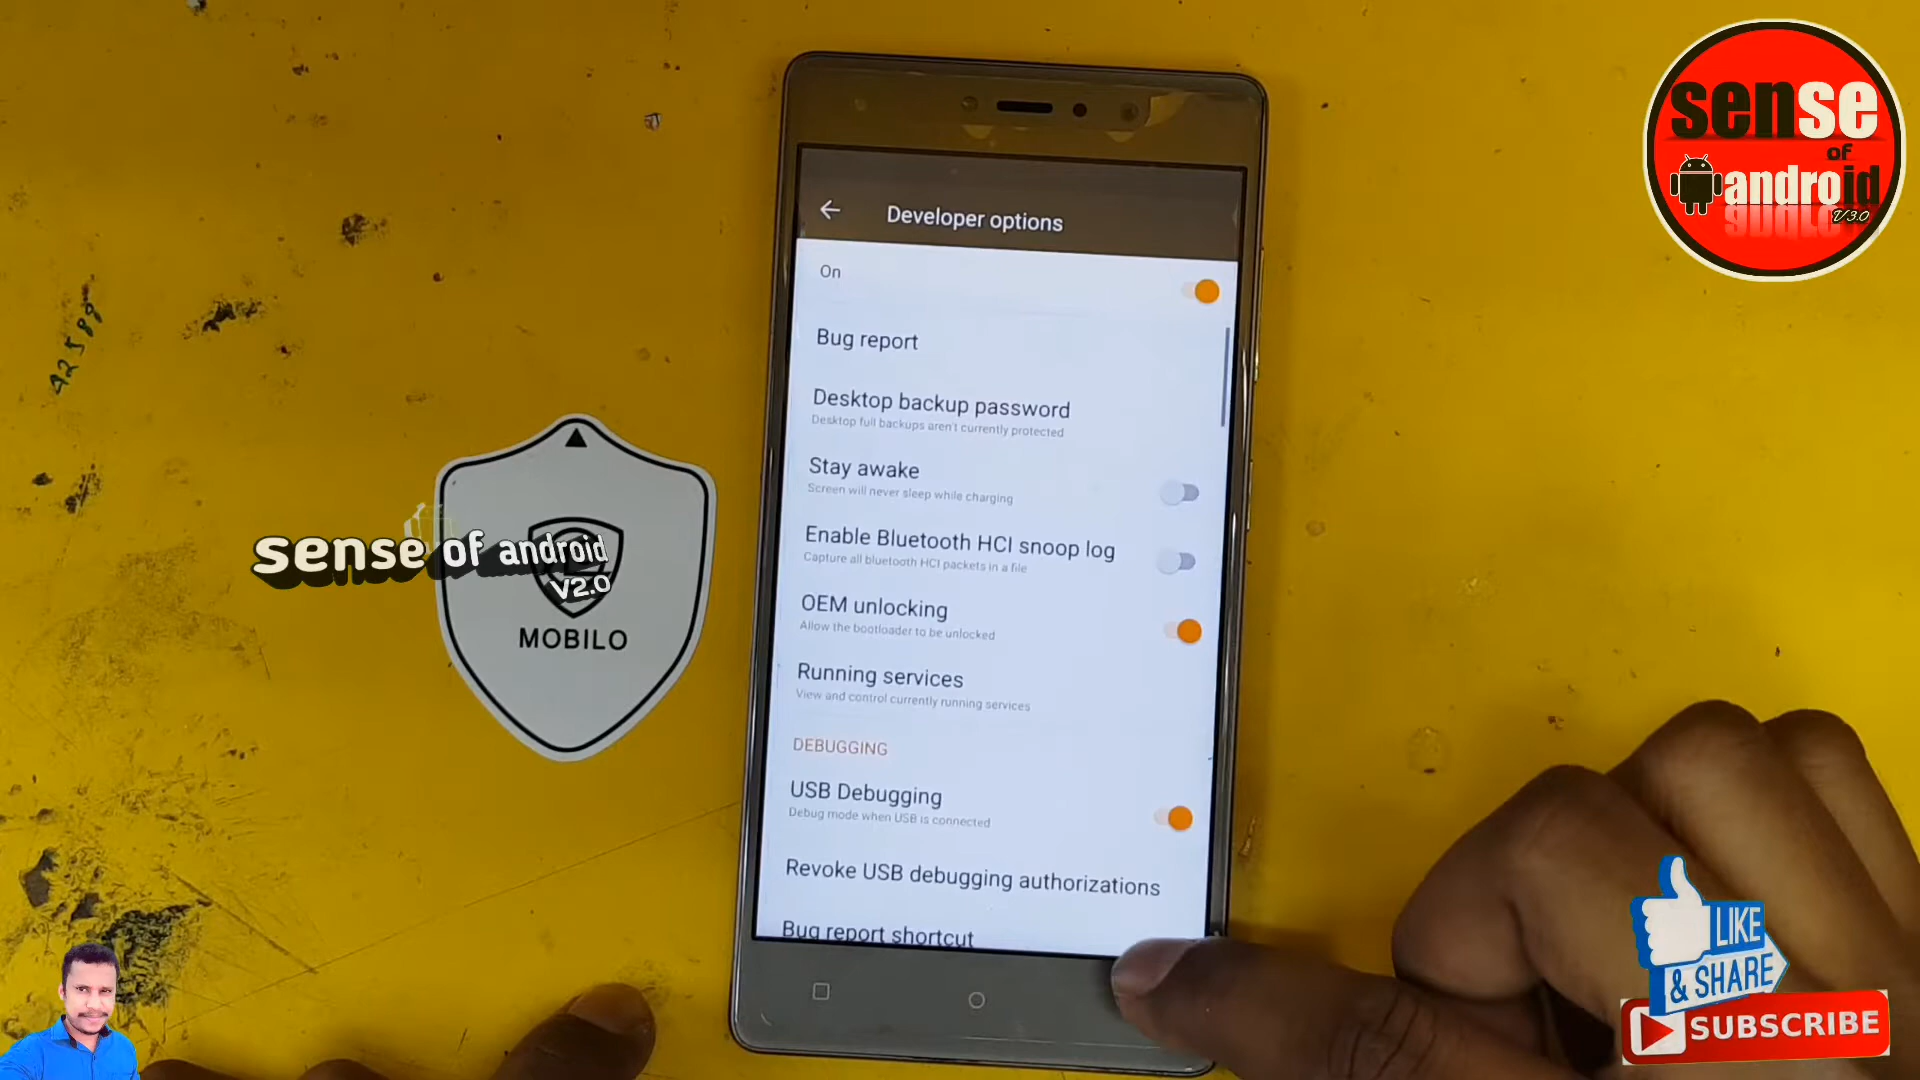 sense
of
android
V3.0
Developer options
On
Bug report
Desktop backup password
Desktop full backups aren't currently protected
Stay awake
Screen will never sleep while charging
Enable Bluetooth HCI snoop log
Capture all bluetooth HCI packets in a file
OEM unlocking
Allow the bootloader to be unlocked
Running services
View and control currently running services
DEBUGGING
USB Debugging
Debug mode when USB is connected
Revoke USB debugging authorizations
Bug report shortcut
42589
sense of android
V2.0
MOBILO
LIKE
& SHARE
SUBSCRIBE